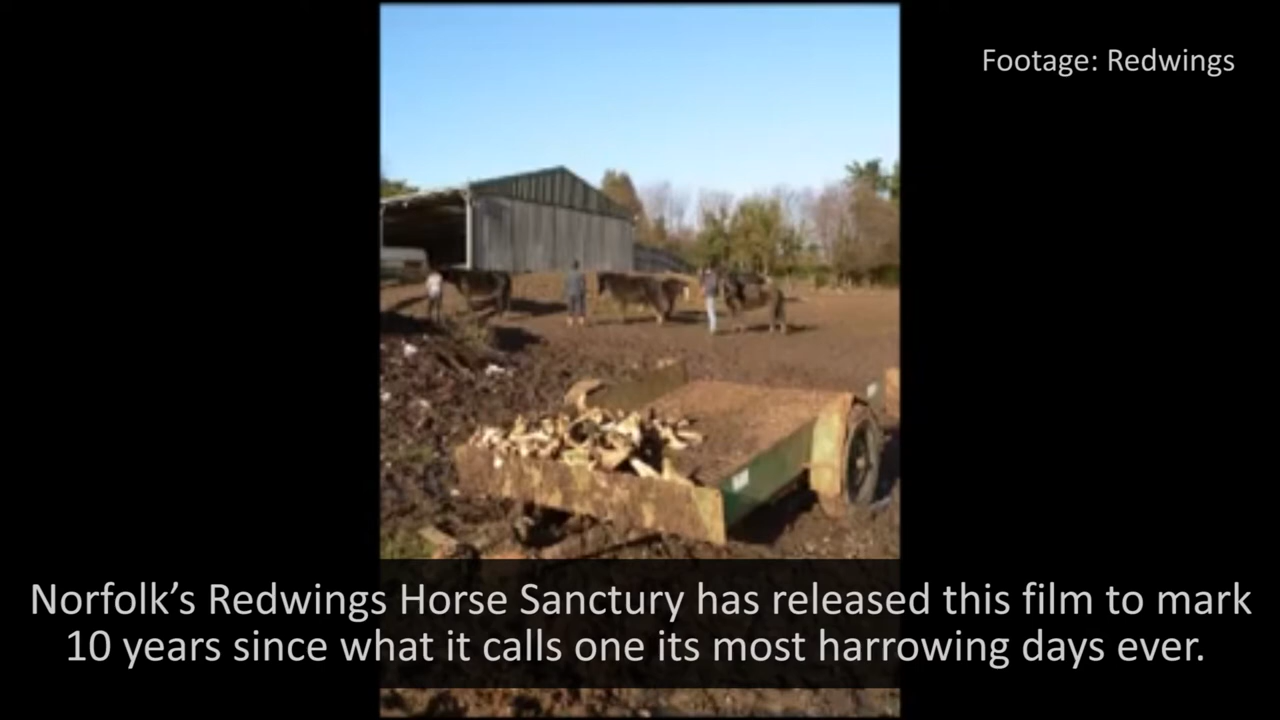 Footage: Redwings
Norfolk’s Redwings Horse Sanctury has released this film to mark
10 years since what it calls one its most harrowing days ever.